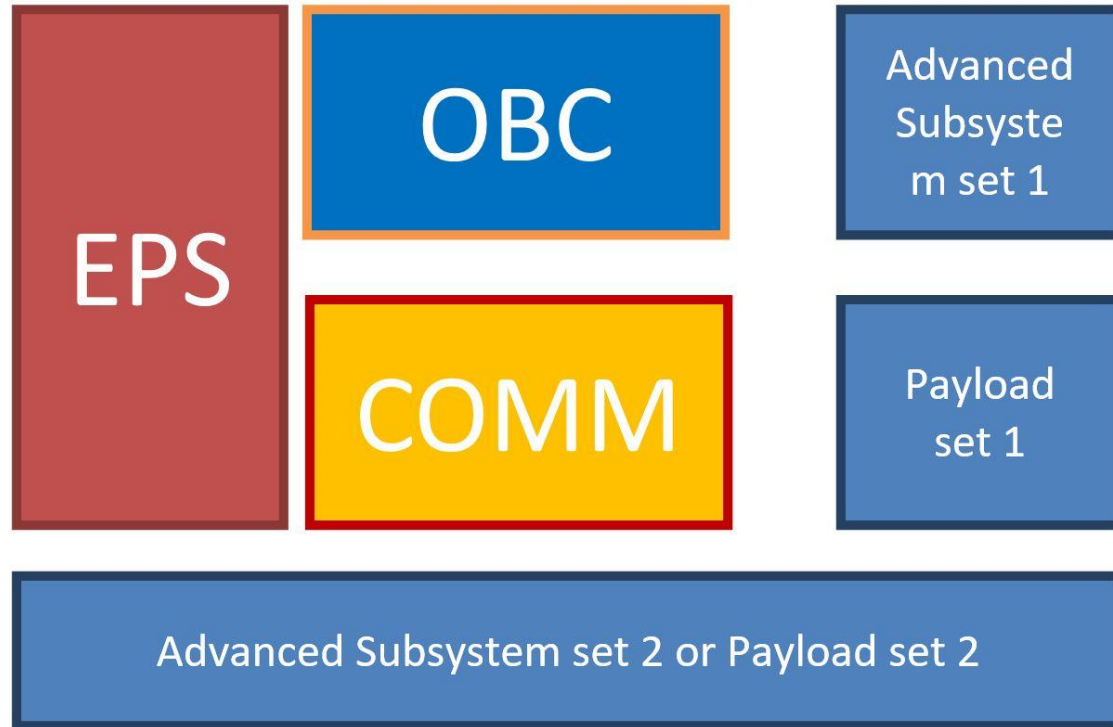 EPS
OBC
Advanced
Subsyste
m set 1
COMM
Payload
set 1
Advanced Subsystem set 2 or Payload set 2